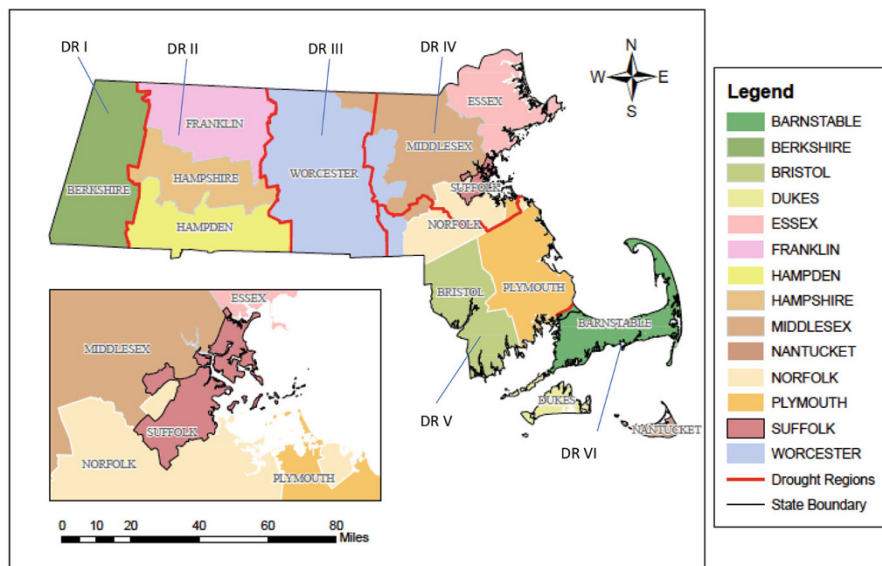 DR I
DR II
DR III
DR IV
N
W E
S
ESSEX
FRANKLIN
MIDDLESEX
HAMPSHIRE
WORCESTER
BERKSHIRE
SUFFOLK
HAMPDEN
NORFOLK
BRISTOL
PLYMOUTH
BARNSTABLE
DR V
DUKES
NANTUCKET
DR VI
ESSEX
MIDDLESEX
SUFFOLK
NORFOLK
PLYMOUTH
0 10 20 40 60 80
Miles
Legend
BARNSTABLE
BERKSHIRE
BRISTOL
DUKES
ESSEX
FRANKLIN
HAMPDEN
HAMPSHIRE
MIDDLESEX
NANTUCKET
NORFOLK
PLYMOUTH
SUFFOLK
WORCESTER
Drought Regions
State Boundary